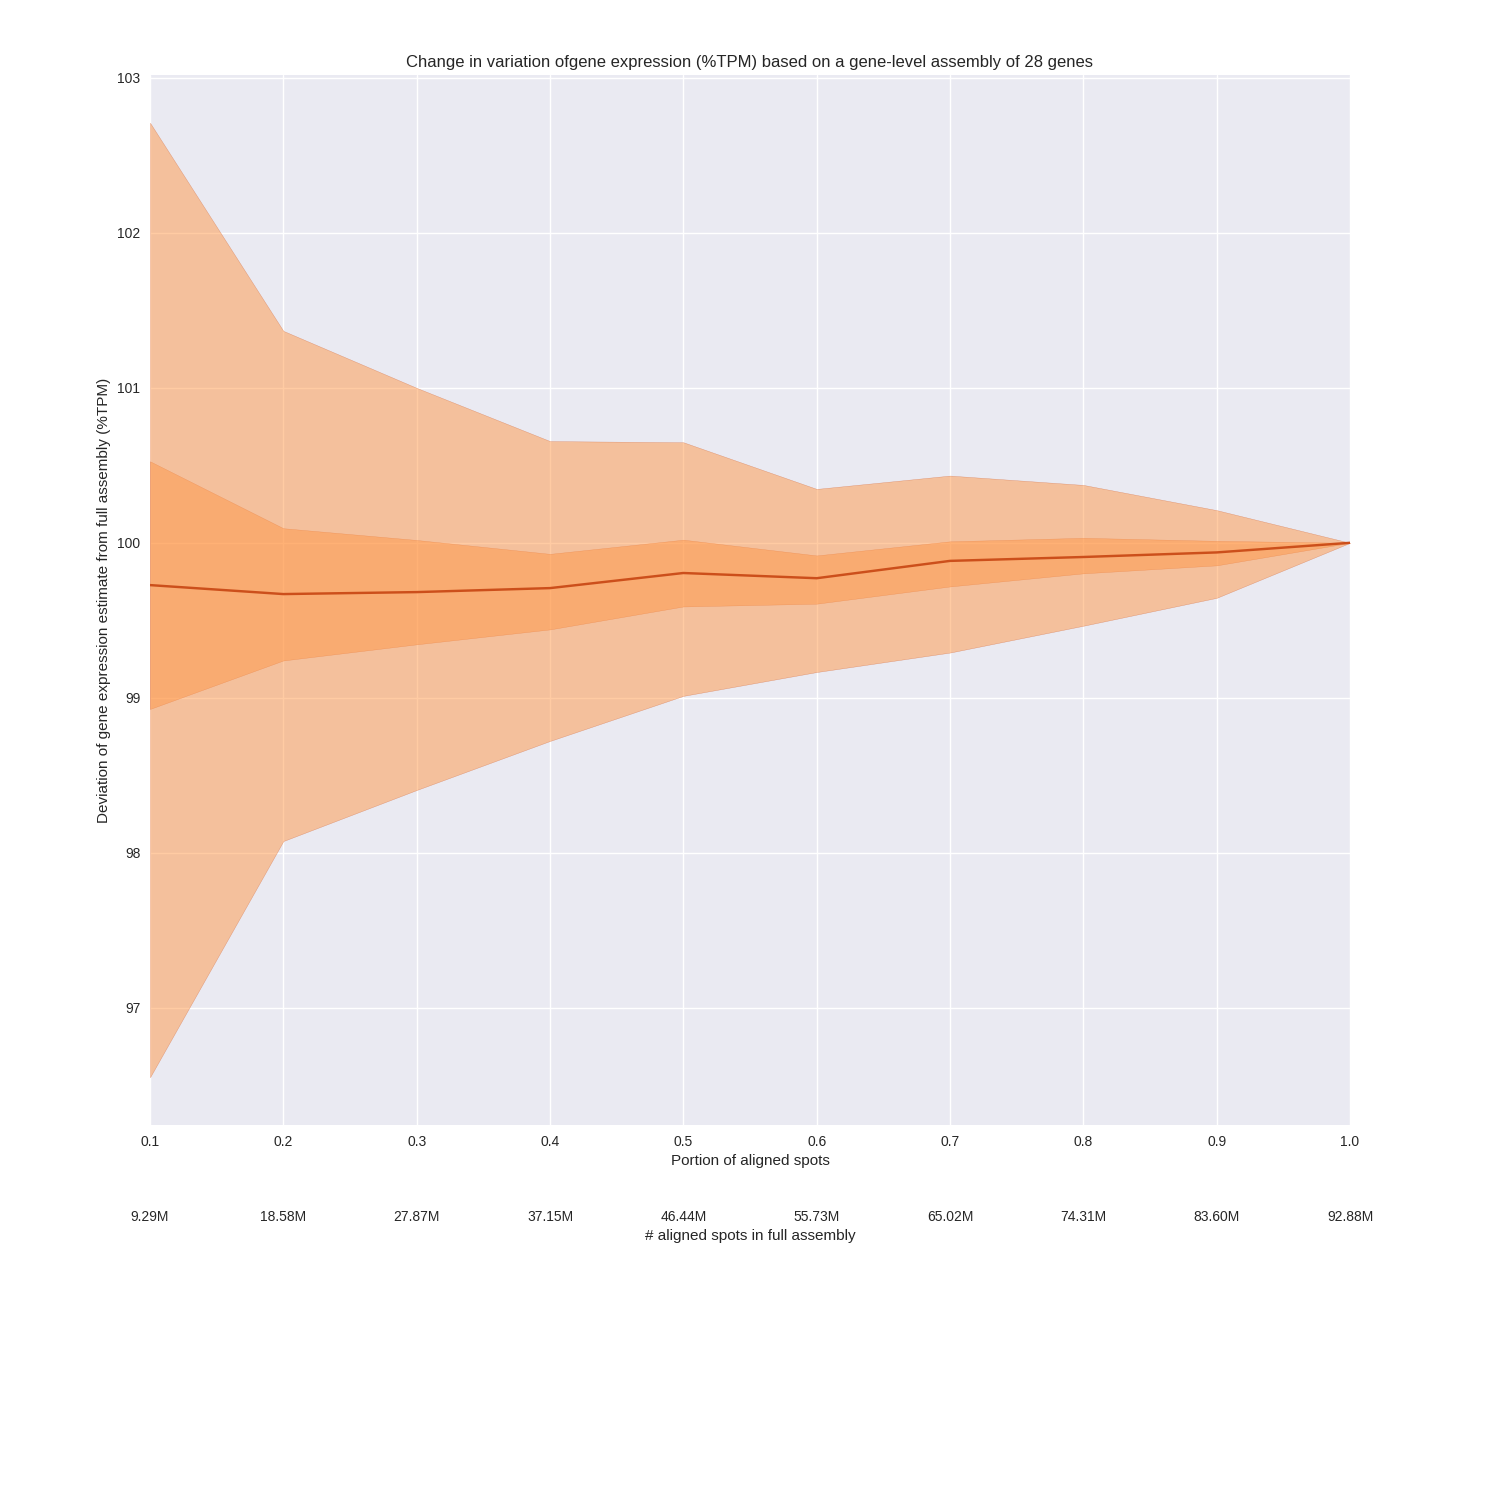 Change in variation ofgene expression (%TPM) based on a gene-level assembly of 28 genes
103
102
101
100
99
98
97
Deviation of gene expression estimate from full assembly (%TPM)
0.1 0.2 0.3 0.4 0.5 0.6 0.7 0.8 0.9 1.0
Portion of aligned spots
9.29M 18.58M 27.87M 37.15M 46.44M 55.73M 65.02M 74.31M 83.60M 92.88M
# aligned spots in full assembly